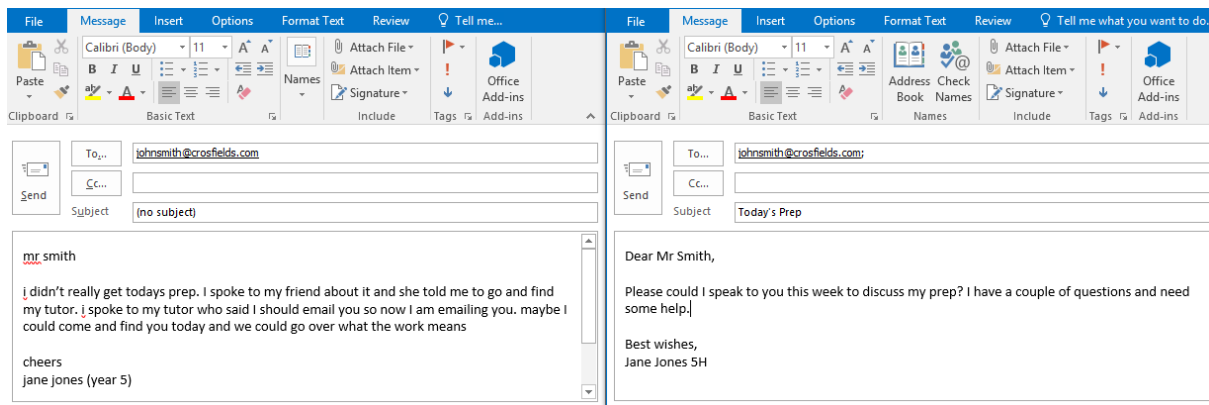 File Message Insert Options Format Text Review Tell me...
Calibri (Body) 11 A A Attach File
Paste B I U Names Attach Item Office
Signature Add-ins
Clipboard Basic Text Include Tags Add-ins
To... johnsmith@crosfields.com
Cc...
Send
Subject (no subject)
mr smith
i didn't really get todays prep. I spoke to my friend about it and she told me to go and find
my tutor. i spoke to my tutor who said I should email you so now I am emailing you. maybe I
could come and find you today and we could go over what the work means
cheers
jane jones (year 5)
File Message Insert Options Format Text Review Tell me what you want to do.
Calibri (Body) 11 A A Attach File
Paste B I U Address Check Attach Item Office
Book Names Signature Add-ins
Clipboard Basic Text Names Include Tags Add-ins
To... johnsmith@crosfields.com;
Cc...
Send
Subject Today's Prep
Dear Mr Smith,
Please could I speak to you this week to discuss my prep? I have a couple of questions and need
some help.
Best wishes,
Jane Jones 5H